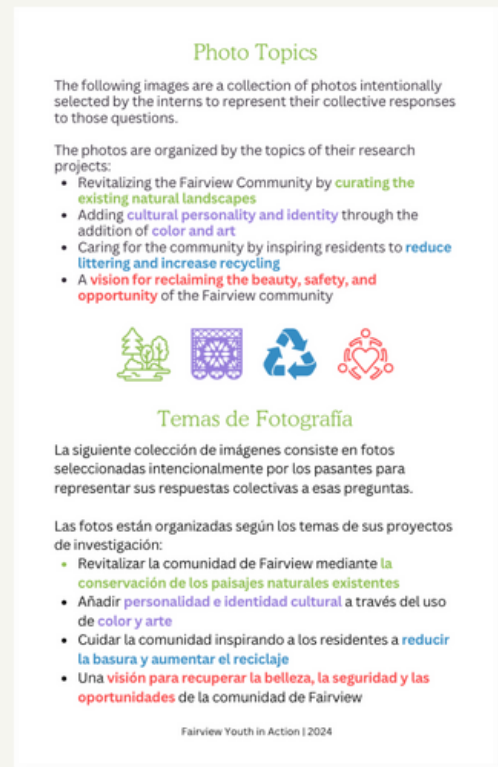 Photo Topics
The following images are a collection of photos intentionally
selected by the interns to represent their collective responses
to those questions.
The photos are organized by the topics of their research
projects:
• Revitalizing the Fairview Community by curating the
existing natural landscapes
• Adding cultural personality and identity through the
addition of color and art
• Caring for the community by inspiring residents to reduce
littering and increase recycling
• A vision for reclaiming the beauty, safety, and
opportunity of the Fairview community
Temas de Fotografía
La siguiente colección de imágenes consiste en fotos
seleccionadas intencionalmente por los pasantes para
representar sus respuestas colectivas a esas preguntas.
Las fotos están organizadas según los temas de sus proyectos
de investigación:
• Revitalizar la comunidad de Fairview mediante la
conservación de los paisajes naturales existentes
• Añadir personalidad e identidad cultural a través del uso
de color y arte
• Cuidar la comunidad inspirando a los residentes a reducir
la basura y aumentar el reciclaje
• Una visión para recuperar la belleza, la seguridad y las
oportunidades de la comunidad de Fairview
Fairview Youth in Action | 2024